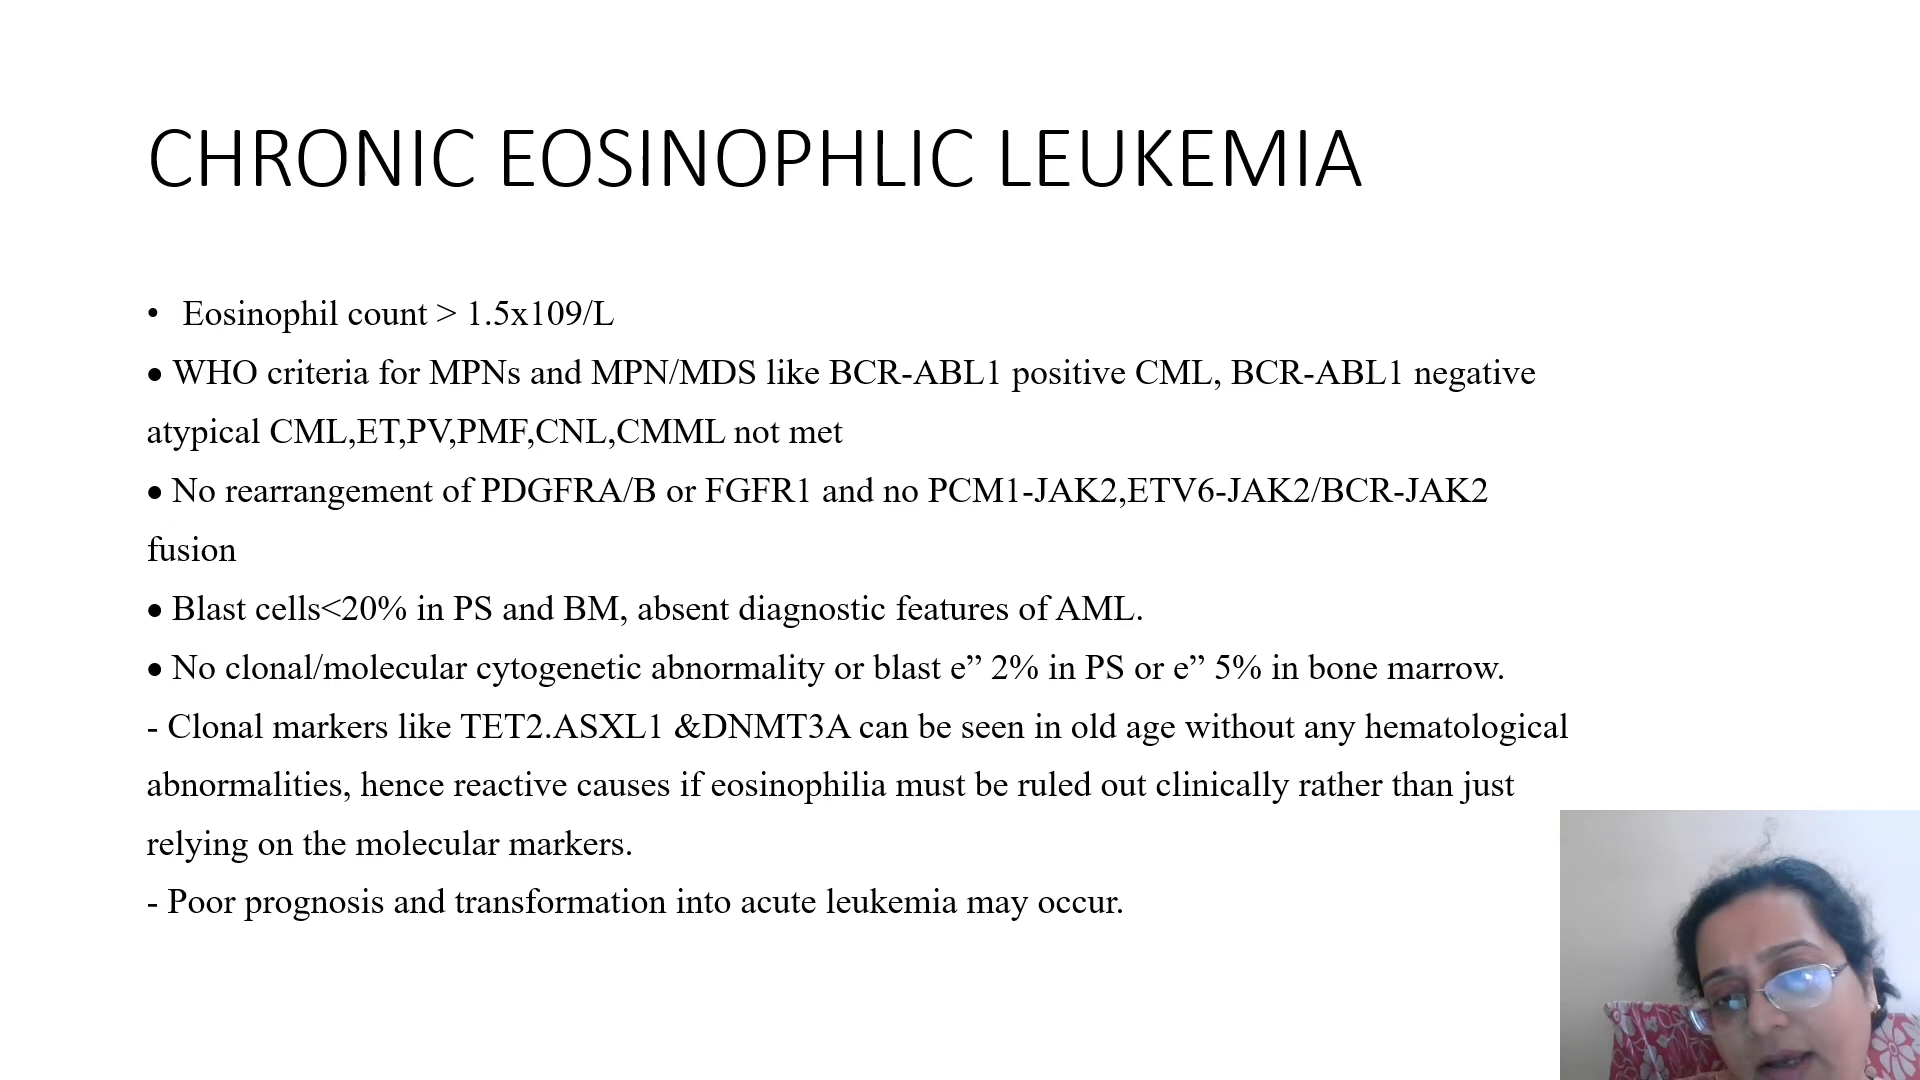 CHRONIC EOSINOPHLIC LEUKEMIA
• Eosinophil count > 1.5x109/L
• WHO criteria for MPNs and MPN/MDS like BCR-ABL1 positive CML, BCR-ABL1 negative
atypical CML,ET,PV,PMF,CNL,CMML not met
• No rearrangement of PDGFRA/B or FGFR1 and no PCM1-JAK2,ETV6-JAK2/BCR-JAK2
fusion
• Blast cells<20% in PS and BM, absent diagnostic features of AML.
• No clonal/molecular cytogenetic abnormality or blast e” 2% in PS or e” 5% in bone marrow.
- Clonal markers like TET2.ASXL1 &DNMT3A can be seen in old age without any hematological
abnormalities, hence reactive causes if eosinophilia must be ruled out clinically rather than just
relying on the molecular markers.
- Poor prognosis and transformation into acute leukemia may occur.